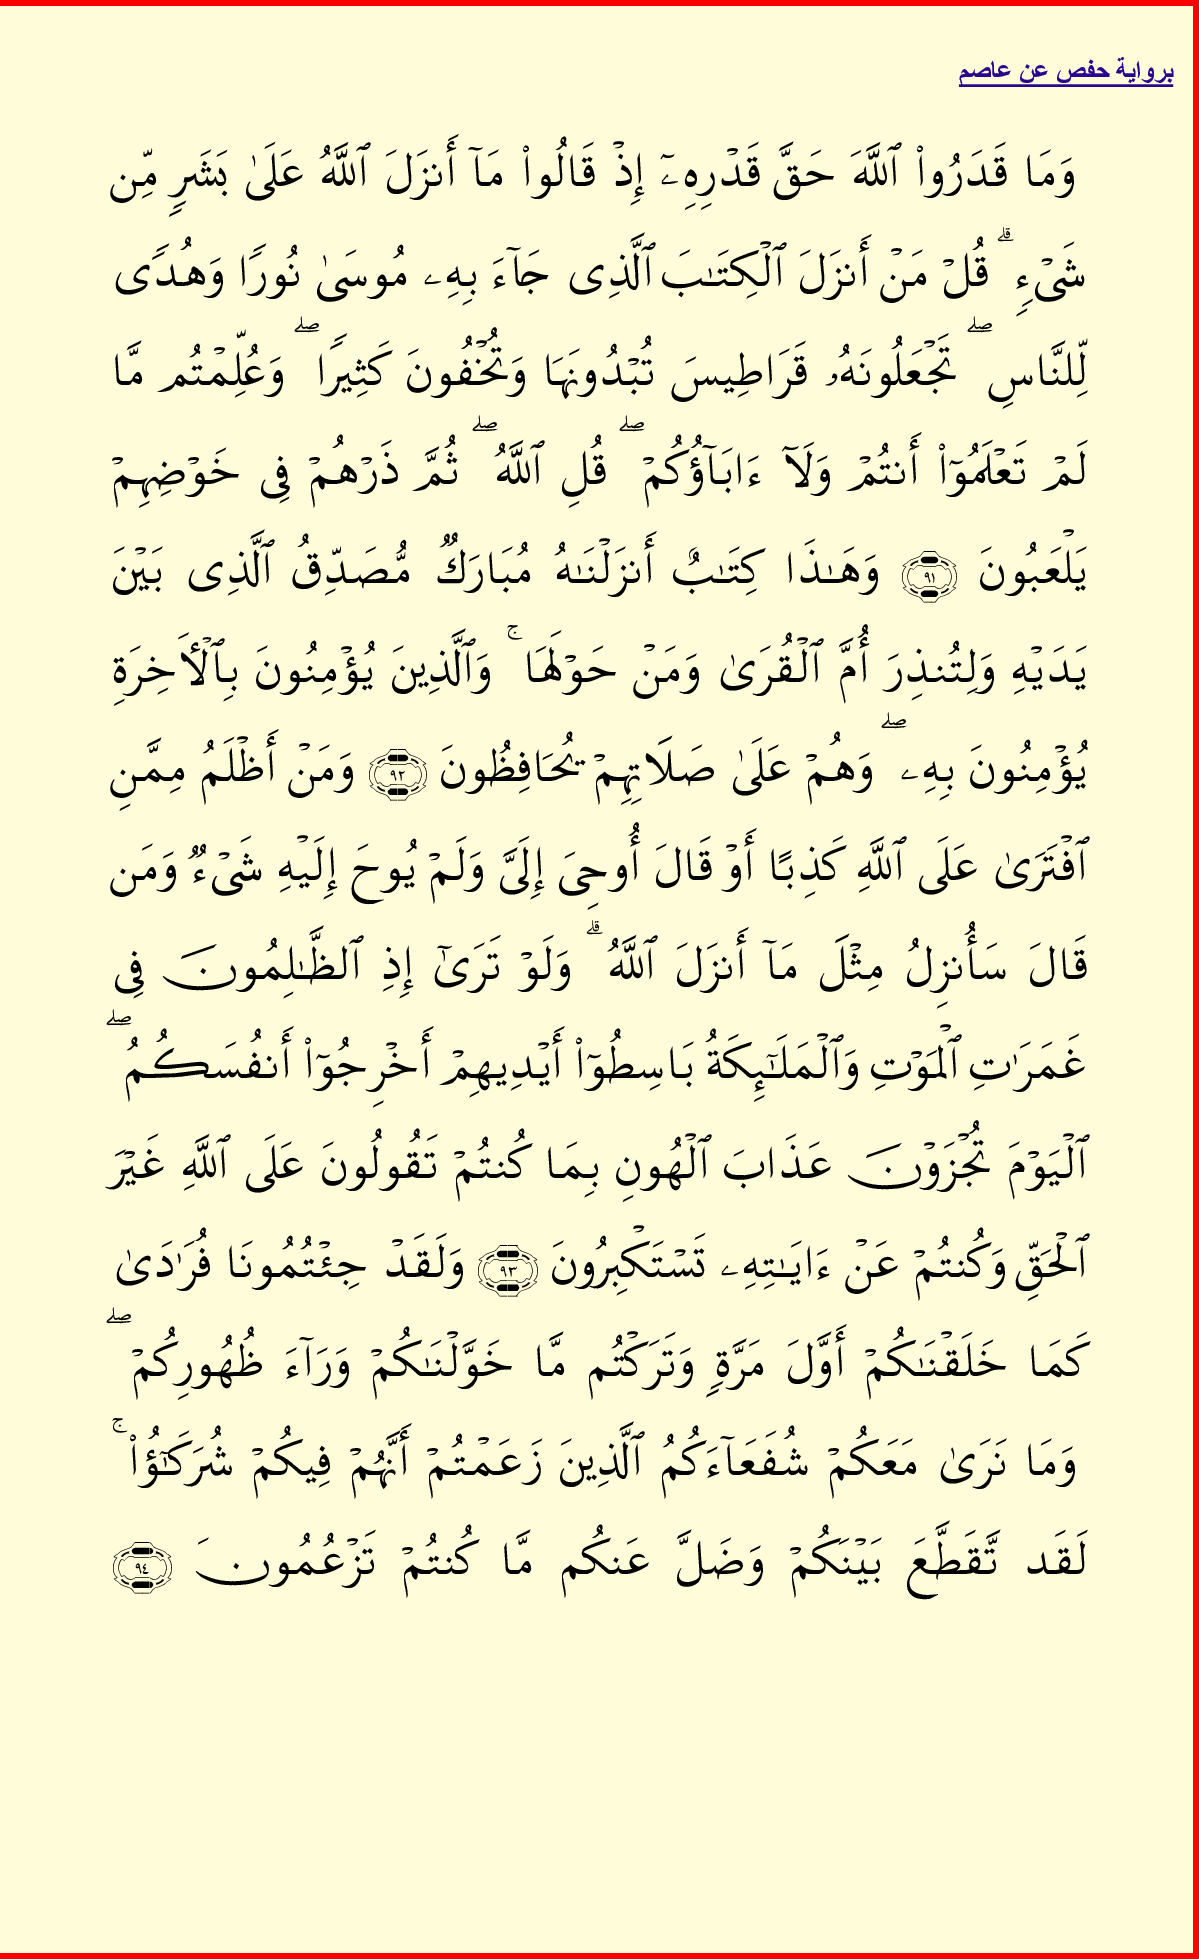 برواية حفص عن عاصم
وَمَا قَدَرُوا۟ ٱللَّهَ حَقَّ قَدْرِهِۦٓ إِذْ قَالُوا۟ مَآ أَنزَلَ ٱللَّهُ عَلَىٰ بَشَرٍۢ مِّن
شَىْءٍۢ ۗ قُلْ مَنْ أَنزَلَ ٱلْكِتَـٰبَ ٱلَّذِى جَآءَ بِهِۦ مُوسَىٰ نُورًۭا وَهُدًۭى
لِّلنَّاسِ ۖ تَجْعَلُونَهُۥ قَرَاطِيسَ تُبْدُونَهَا وَتُخْفُونَ كَثِيرًۭا ۖ وَعُلِّمْتُم مَّا
لَمْ تَعْلَمُوٓا۟ أَنتُمْ وَلَآ ءَابَآؤُكُمْ ۖ قُلِ ٱللَّهُ ۖ ثُمَّ ذَرْهُمْ فِى خَوْضِهِمْ
يَلْعَبُونَ ٩١ وَهَـٰذَا كِتَـٰبٌ أَنزَلْنَـٰهُ مُبَارَكٌۭ مُّصَدِّقُ ٱلَّذِى بَيْنَ
يَدَيْهِ وَلِتُنذِرَ أُمَّ ٱلْقُرَىٰ وَمَنْ حَوْلَهَا ۚ وَٱلَّذِينَ يُؤْمِنُونَ بِٱلْـَٔاخِرَةِ
يُؤْمِنُونَ بِهِۦ ۖ وَهُمْ عَلَىٰ صَلَاتِهِمْ يُحَافِظُونَ ٩٢ وَمَنْ أَظْلَمُ مِمَّنِ
ٱفْتَرَىٰ عَلَى ٱللَّهِ كَذِبًا أَوْ قَالَ أُوحِىَ إِلَىَّ وَلَمْ يُوحَ إِلَيْهِ شَىْءٌۭ وَمَن
قَالَ سَأُنزِلُ مِثْلَ مَآ أَنزَلَ ٱللَّهُ ۗ وَلَوْ تَرَىٰٓ إِذِ ٱلظَّـٰلِمُونَ فِى
غَمَرَٰتِ ٱلْمَوْتِ وَٱلْمَلَـٰٓئِكَةُ بَاسِطُوٓا۟ أَيْدِيهِمْ أَخْرِجُوٓا۟ أَنفُسَكُمُ ۖ
ٱلْيَوْمَ تُجْزَوْنَ عَذَابَ ٱلْهُونِ بِمَا كُنتُمْ تَقُولُونَ عَلَى ٱللَّهِ غَيْرَ
ٱلْحَقِّ وَكُنتُمْ عَنْ ءَايَـٰتِهِۦ تَسْتَكْبِرُونَ ٩٣ وَلَقَدْ جِئْتُمُونَا فُرَٰدَىٰ
كَمَا خَلَقْنَـٰكُمْ أَوَّلَ مَرَّةٍۢ وَتَرَكْتُم مَّا خَوَّلْنَـٰكُمْ وَرَآءَ ظُهُورِكُمْ ۖ
وَمَا نَرَىٰ مَعَكُمْ شُفَعَآءَكُمُ ٱلَّذِينَ زَعَمْتُمْ أَنَّهُمْ فِيكُمْ شُرَكَـٰٓؤُا۟ ۚ
لَقَد تَّقَطَّعَ بَيْنَكُمْ وَضَلَّ عَنكُم مَّا كُنتُمْ تَزْعُمُونَ ٩٤